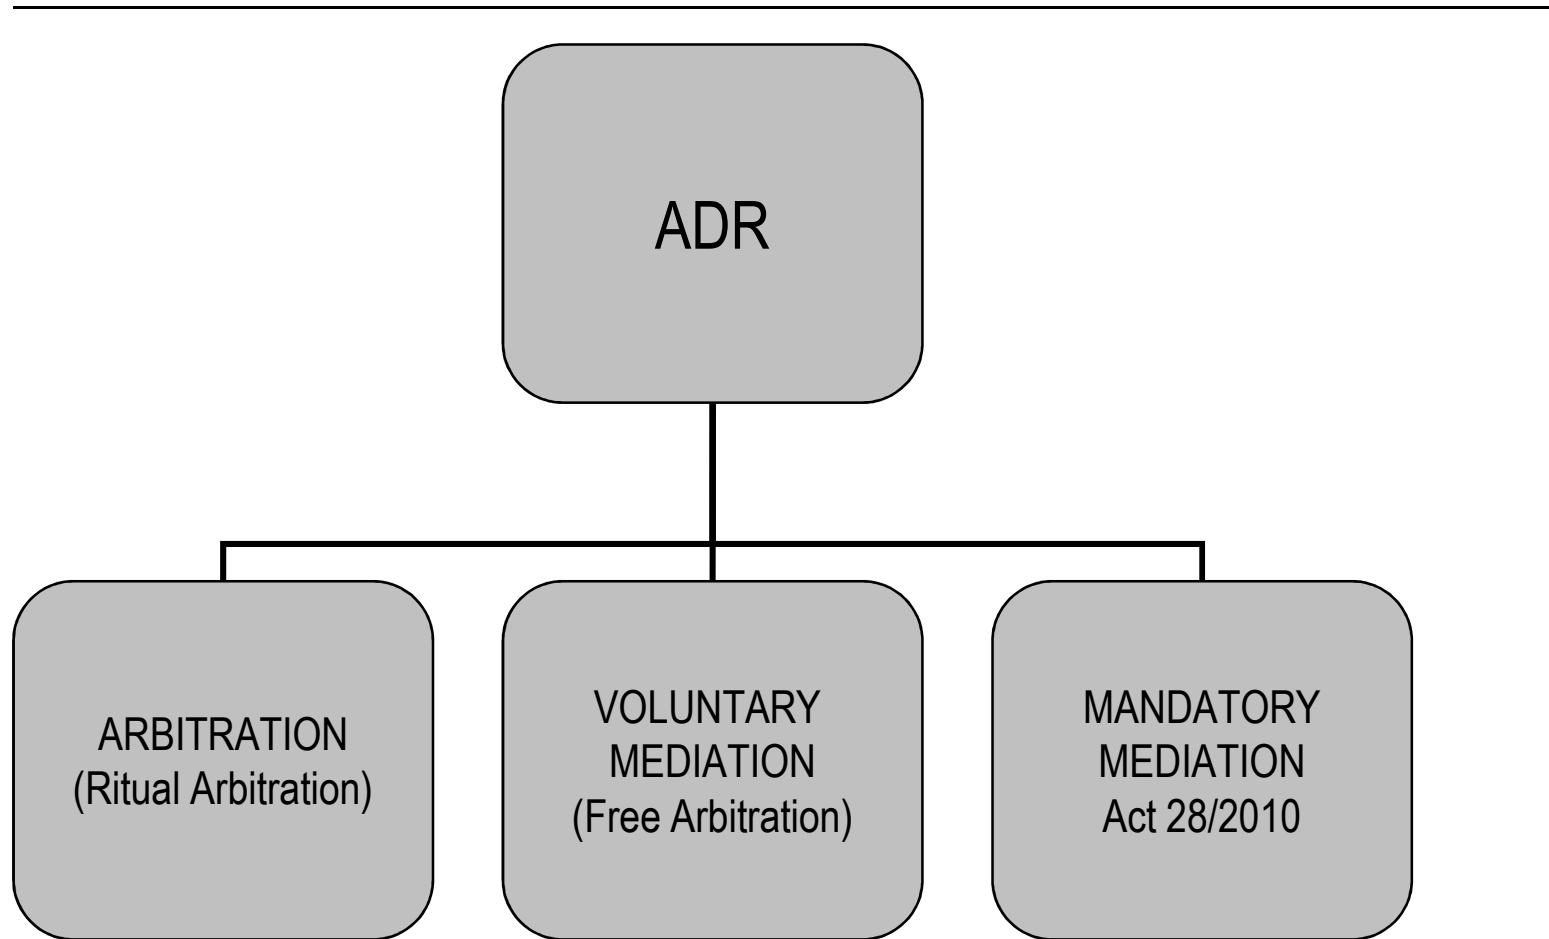 ADR
ARBITRATION
(Ritual Arbitration)
VOLUNTARY
MEDIATION
(Free Arbitration)
MANDATORY
MEDIATION
Act 28/2010